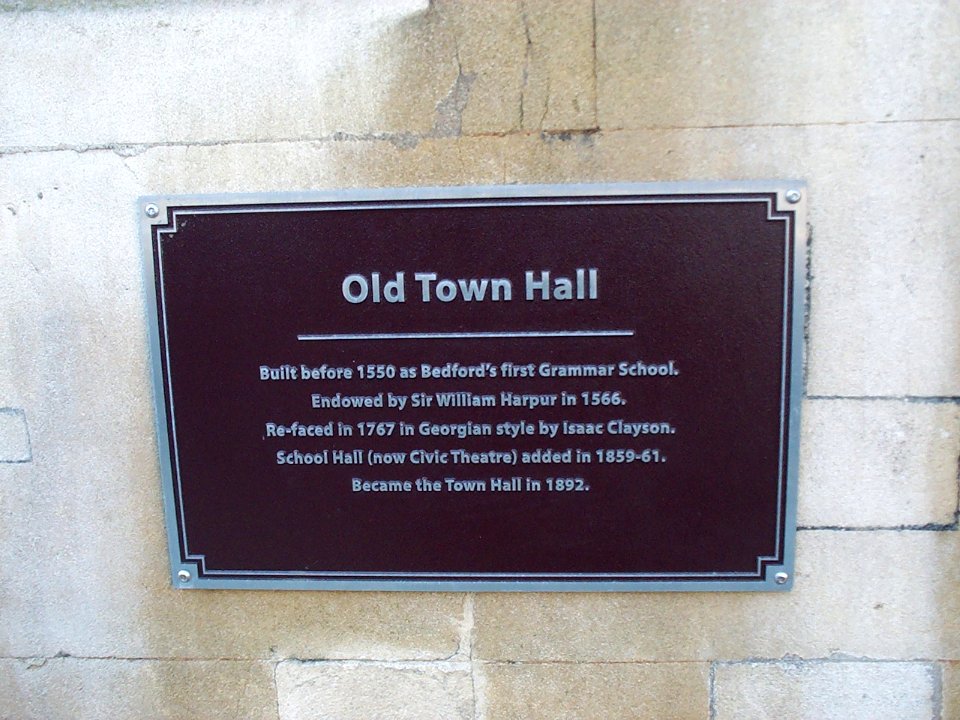 Old Town Hall
Built before 1550 as Bedford's first Grammar School.
Endowed by Sir William Harpur in 1566.
Re-faced in 1767 in Georgian style by Isaac Clayson.
School Hall (now Civic Theatre) added in 1859-61.
Became the Town Hall in 1892.